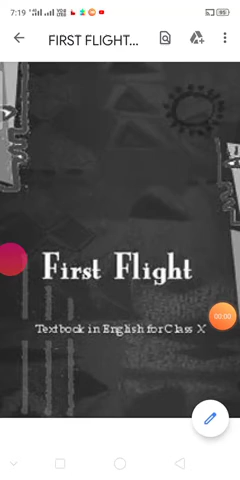 7:19
FIRST FLIGHT...
First Flight
Textbook in English for Class X
00:00